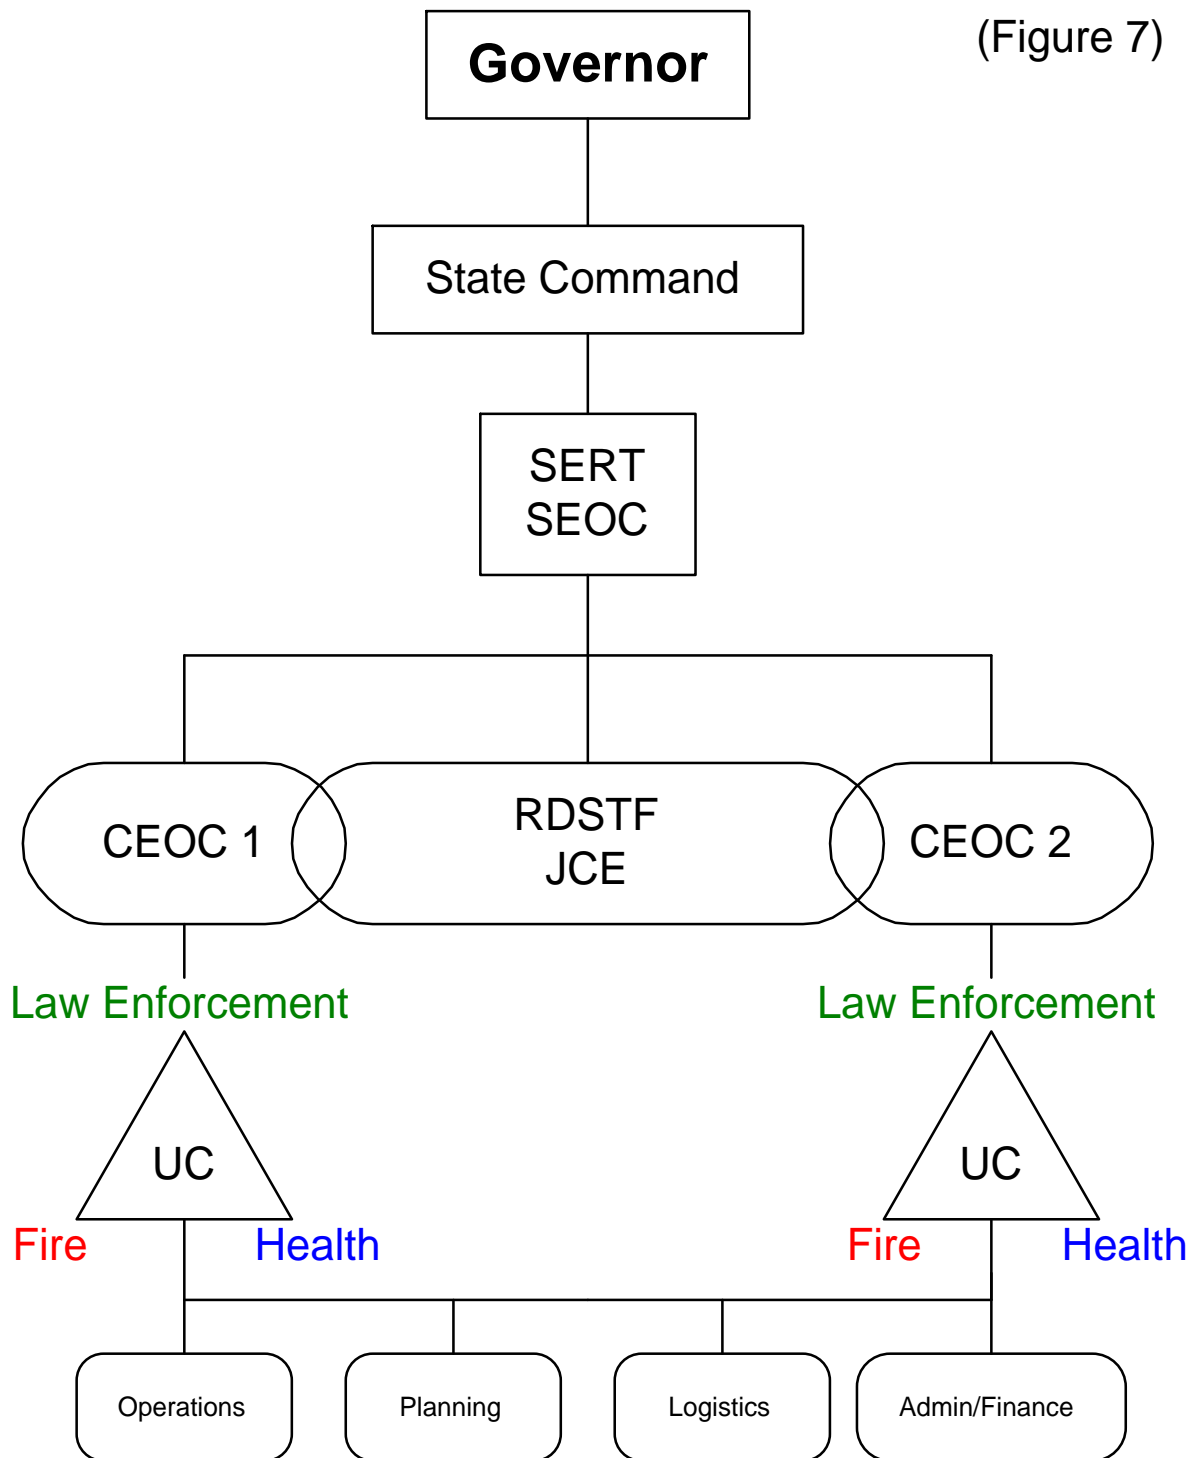 (Figure 7)
Governor
State Command
SERT
SEOC
CEOC 1
RDSTF
JCE
CEOC 2
Law Enforcement
Law Enforcement
UC
UC
Fire
Health
Fire
Health
Operations
Planning
Logistics
Admin/Finance